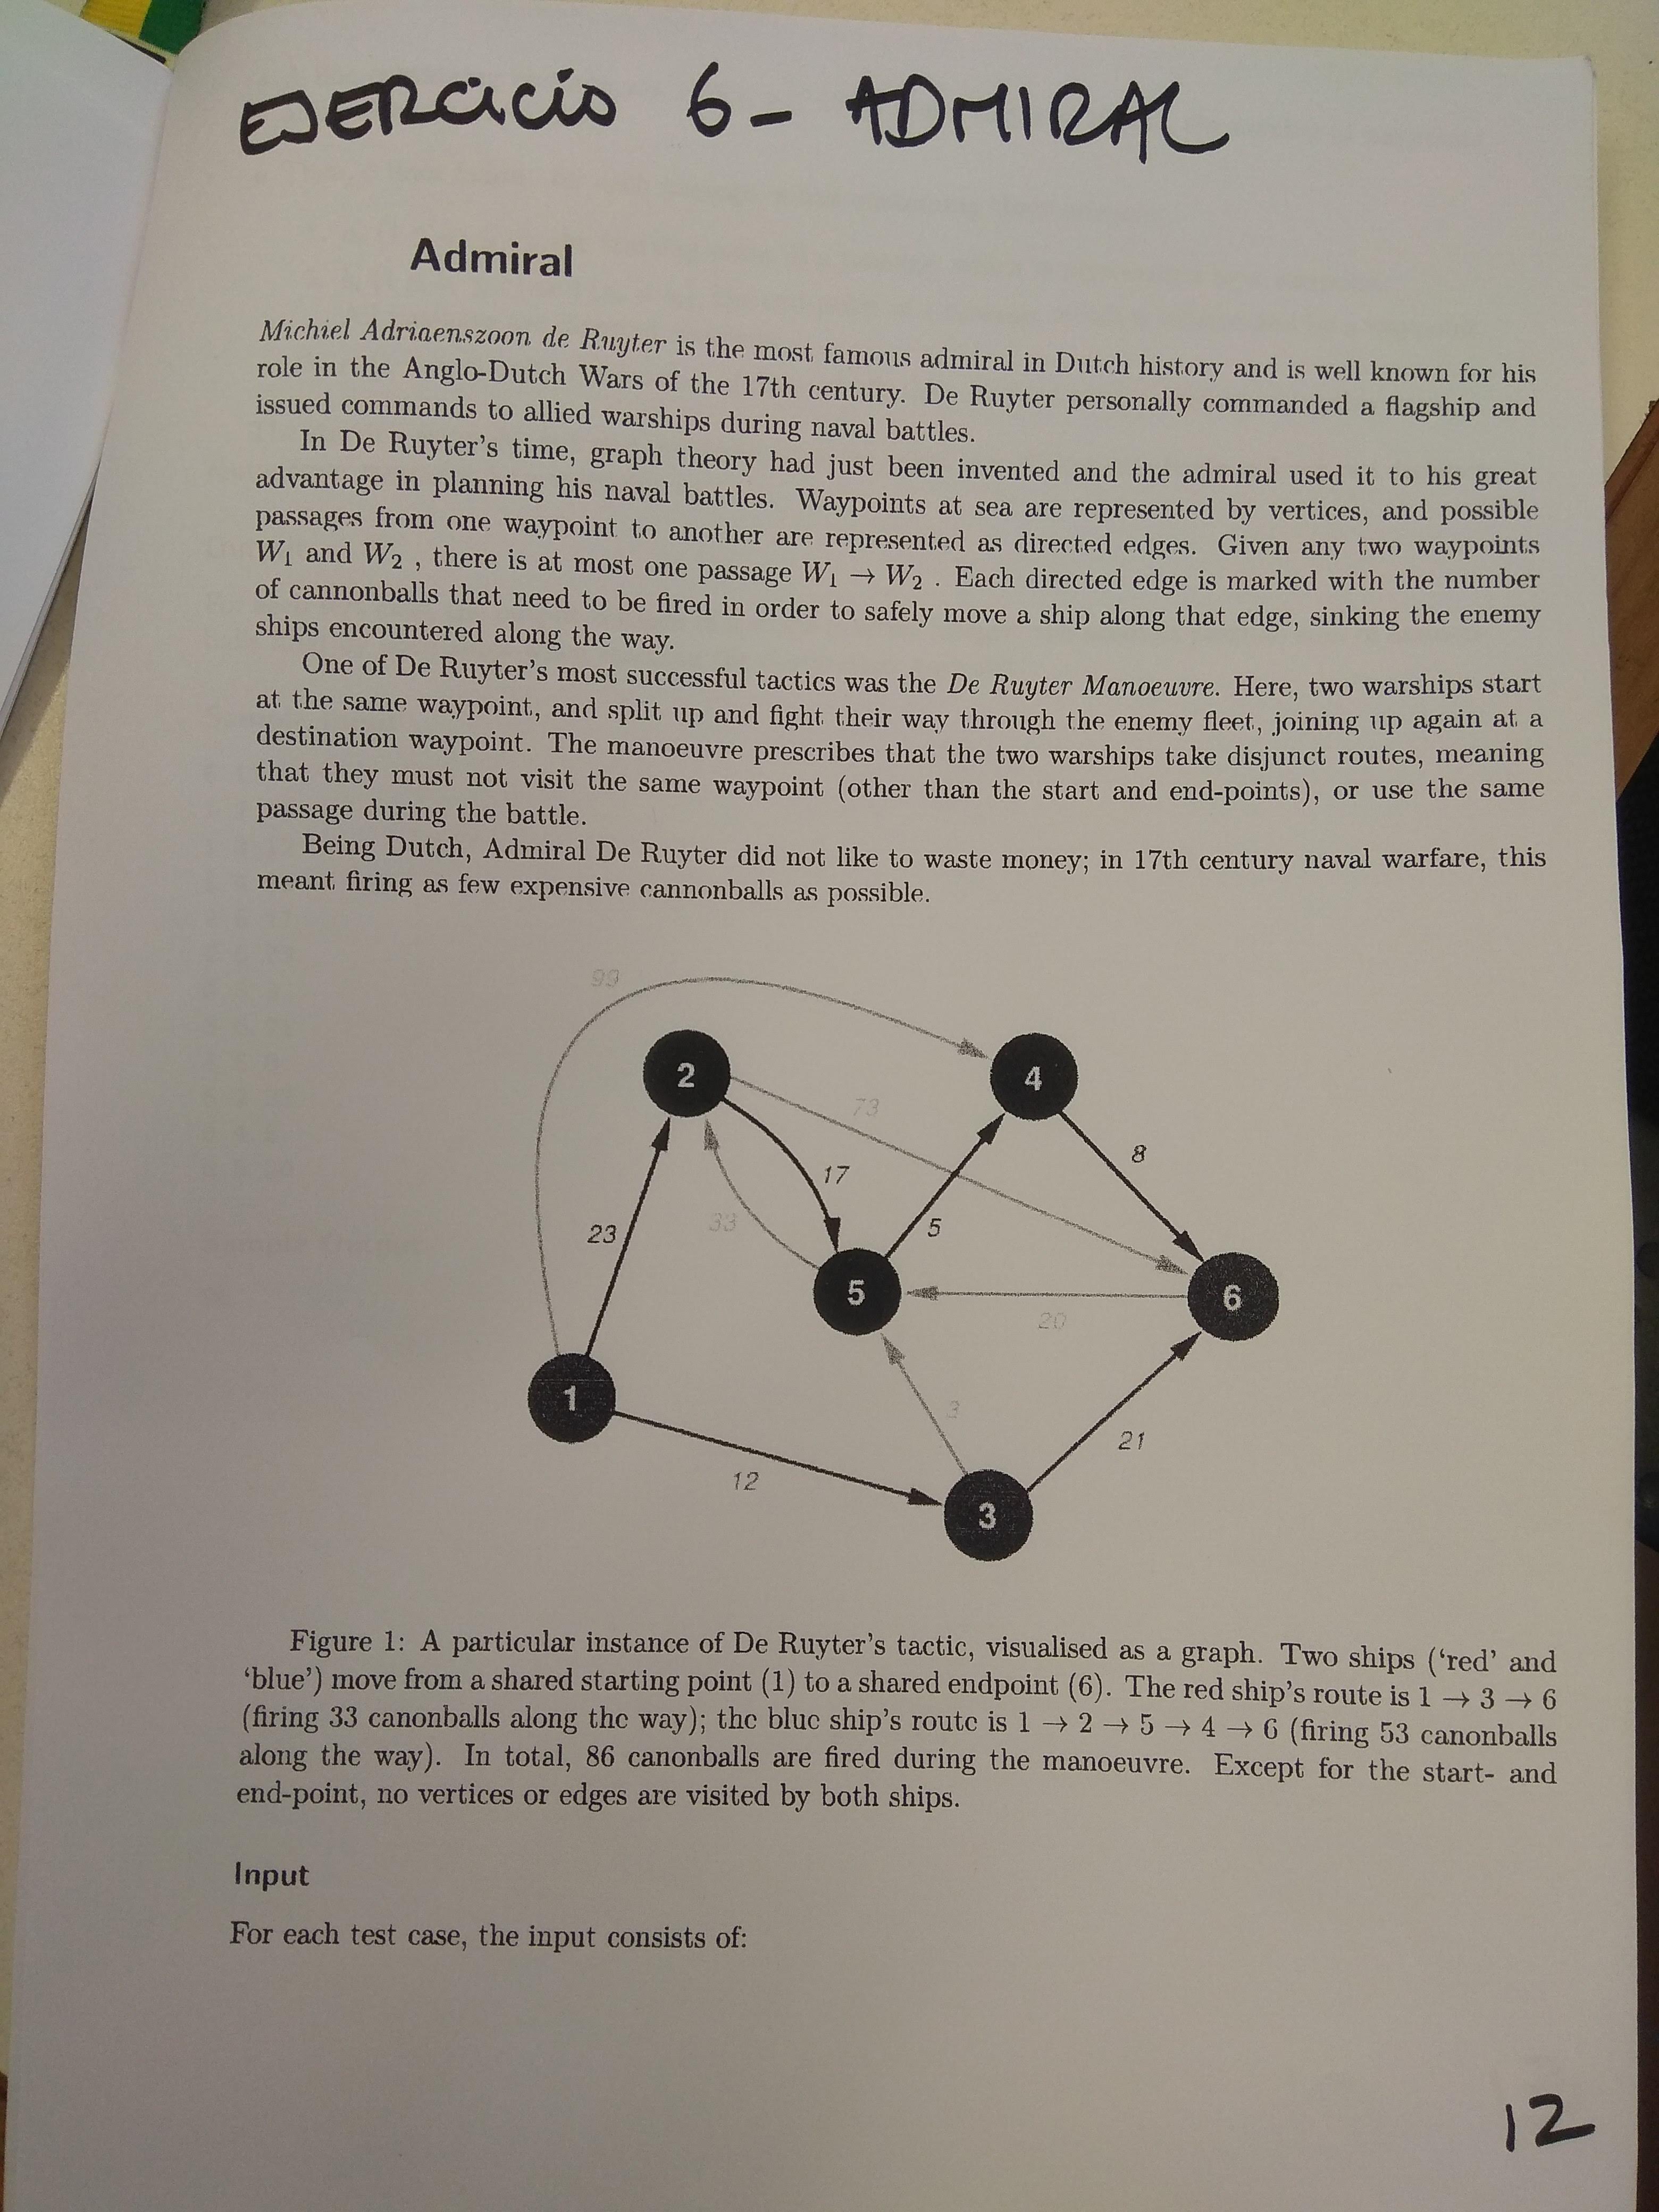 EJERCICIO 6 - ADMIRAL
Admiral
Michiel Adriaenszoon de Ruyter is the most famous admiral in Dutch history and is well known for his
role in the Anglo-Dutch Wars of the 17th century. De Ruyter personally commanded a flagship and
issued commands to allied warships during naval battles.
In De Ruyter's time, graph theory had just been invented and the admiral used it to his great
advantage in planning his naval battles. Waypoints at sea are represented by vertices, and possible
passages from one waypoint to another are represented as directed edges. Given any two waypoints
W₁ and W₂ , there is at most one passage W₁ → W₂ . Each directed edge is marked with the number
of cannonballs that need to be fired in order to safely move a ship along that edge, sinking the enemy
ships encountered along the way.
One of De Ruyter's most successful tactics was the De Ruyter Manoeuvre. Here, two warships start
at the same waypoint, and split up and fight their way through the enemy fleet, joining up again at a
destination waypoint. The manoeuvre prescribes that the two warships take disjunct routes, meaning
that they must not visit the same waypoint (other than the start and end-points), or use the same
passage during the battle.
Being Dutch, Admiral De Ruyter did not like to waste money; in 17th century naval warfare, this
meant firing as few expensive cannonballs as possible.
99
2
4
73
8
17
33
23
5
5
6
20
1
3
21
12
3
Figure 1: A particular instance of De Ruyter's tactic, visualised as a graph. Two ships ('red' and
'blue') move from a shared starting point (1) to a shared endpoint (6). The red ship's route is 1 → 3 → 6
(firing 33 canonballs along the way); the blue ship's route is 1 → 2 → 5 → 4 → 6 (firing 53 canonballs
along the way). In total, 86 canonballs are fired during the manoeuvre. Except for the start- and
end-point, no vertices or edges are visited by both ships.
Input
For each test case, the input consists of:
12